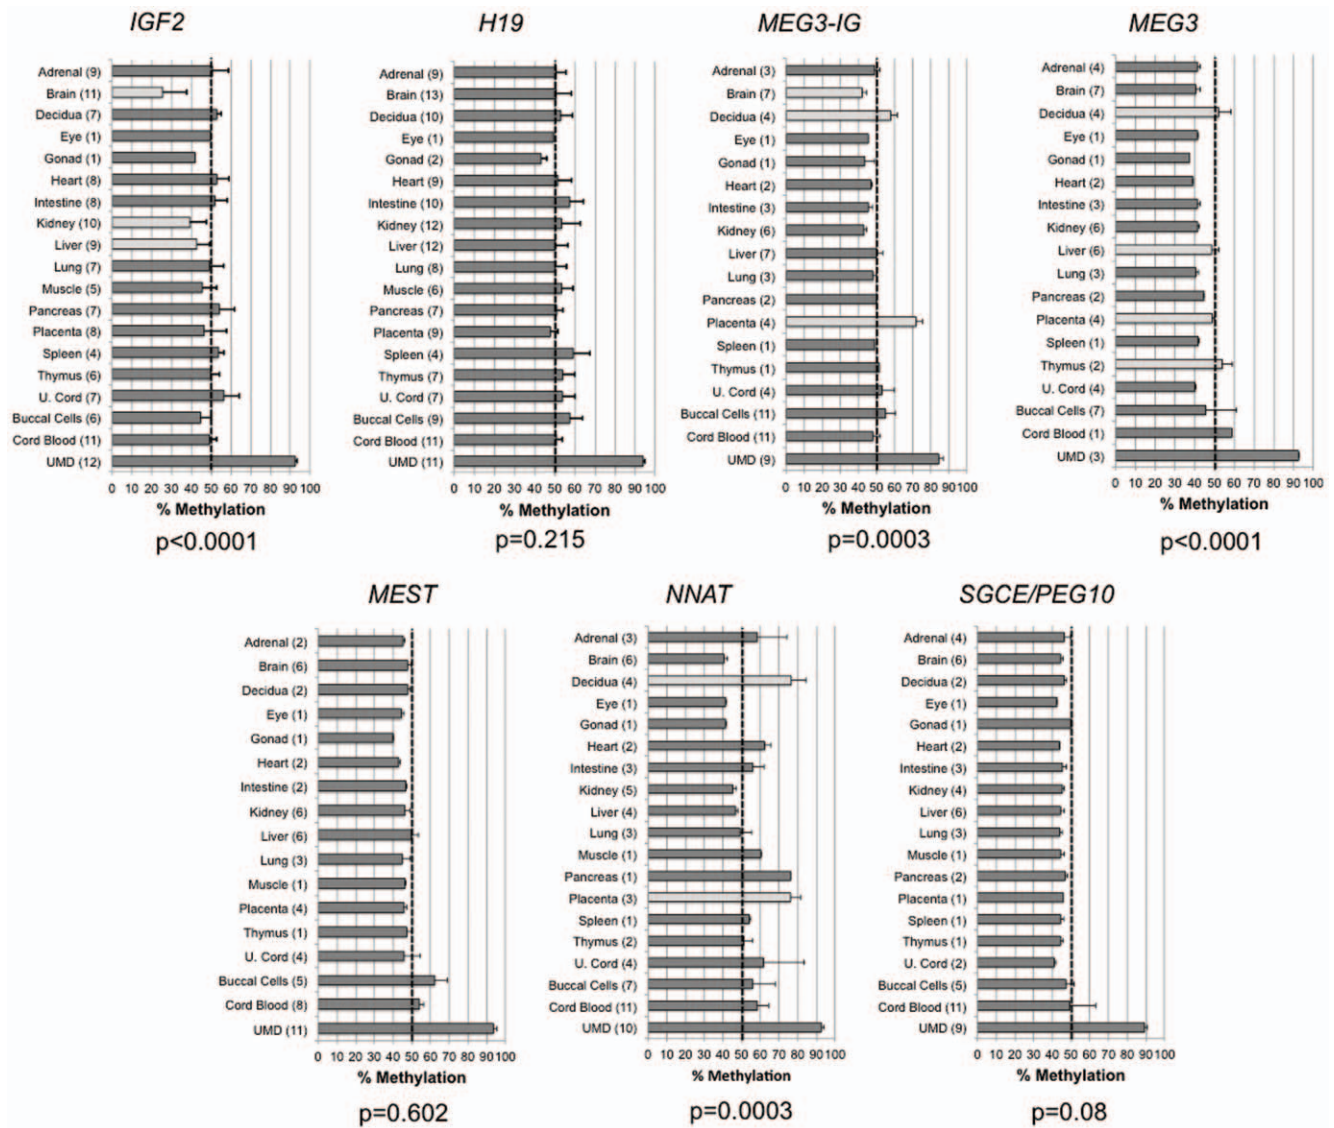 IGF2
Adrenal (9)
Brain (11)
Decidua (7)
Eye (1)
Gonad (1)
Heart (8)
Intestine (8)
Kidney (10)
Liver (9)
Lung (7)
Muscle (5)
Pancreas (7)
Placenta (8)
Spleen (4)
Thymus (6)
U. Cord (7)
Buccal Cells (6)
Cord Blood (11)
UMD (12)
0 10 20 30 40 50 60 70 80 90 100
% Methylation
p<0.0001
H19
Adrenal (9)
Brain (13)
Decidua (10)
Eye (1)
Gonad (2)
Heart (9)
Intestine (10)
Kidney (12)
Liver (12)
Lung (8)
Muscle (6)
Pancreas (7)
Placenta (9)
Spleen (4)
Thymus (7)
U. Cord (7)
Buccal Cells (9)
Cord Blood (11)
UMD (11)
0 10 20 30 40 50 60 70 80 90 100
% Methylation
p=0.215
MEG3-IG
Adrenal (3)
Brain (7)
Decidua (4)
Eye (1)
Gonad (1)
Heart (2)
Intestine (3)
Kidney (6)
Liver (7)
Lung (3)
Pancreas (2)
Placenta (4)
Spleen (1)
Thymus (1)
U. Cord (4)
Buccal Cells (11)
Cord Blood (11)
UMD (9)
0 10 20 30 40 50 60 70 80 90 100
% Methylation
p=0.0003
MEG3
Adrenal (4)
Brain (7)
Decidua (4)
Eye (1)
Gonad (1)
Heart (2)
Intestine (3)
Kidney (6)
Liver (6)
Lung (3)
Pancreas (2)
Placenta (4)
Spleen (1)
Thymus (2)
U. Cord (4)
Buccal Cells (7)
Cord Blood (1)
UMD (3)
0 10 20 30 40 50 60 70 80 90 100
% Methylation
p<0.0001
MEST
Adrenal (2)
Brain (6)
Decidua (2)
Eye (1)
Gonad (1)
Heart (2)
Intestine (2)
Kidney (6)
Liver (6)
Lung (3)
Muscle (1)
Placenta (4)
Thymus (1)
U. Cord (4)
Buccal Cells (5)
Cord Blood (8)
UMD (11)
0 10 20 30 40 50 60 70 80 90 100
% Methylation
p=0.602
NNAT
Adrenal (3)
Brain (6)
Decidua (4)
Eye (1)
Gonad (1)
Heart (2)
Intestine (3)
Kidney (5)
Liver (4)
Lung (3)
Muscle (1)
Pancreas (1)
Placenta (3)
Spleen (1)
Thymus (2)
U. Cord (4)
Buccal Cells (7)
Cord Blood (11)
UMD (10)
0 10 20 30 40 50 60 70 80 90 100
% Methylation
p=0.0003
SGCE/PEG10
Adrenal (4)
Brain (6)
Decidua (2)
Eye (1)
Gonad (1)
Heart (2)
Intestine (3)
Kidney (4)
Liver (6)
Lung (3)
Muscle (1)
Pancreas (2)
Placenta (1)
Spleen (1)
Thymus (1)
U. Cord (2)
Buccal Cells (5)
Cord Blood (11)
UMD (9)
0 10 20 30 40 50 60 70 80 90 100
% Methylation
p=0.08